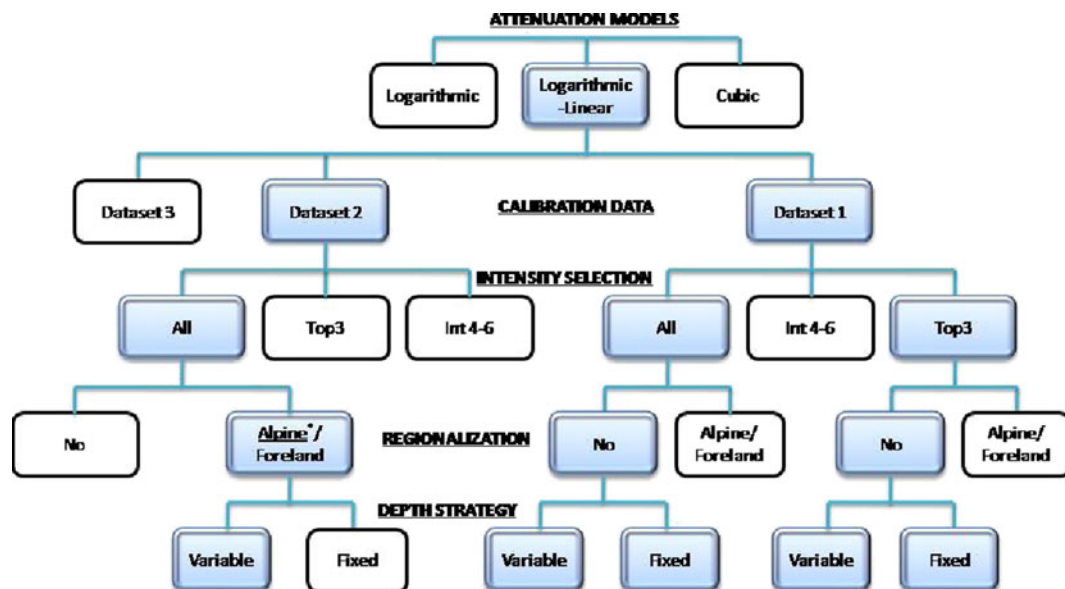 ATTENUATION MODELS
Logarithmic
Logarithmic
-Linear
Cubic
Dataset 3
Dataset 2
CALIBRATION DATA
Dataset 1
INTENSITY SELECTION
All
Top3
Int 4-6
All
Int 4-6
Top3
No
Alpine*/
Foreland
REGIONALIZATION
No
Alpine/
Foreland
No
Alpine/
Foreland
DEPTH STRATEGY
Variable
Fixed
Variable
Fixed
Variable
Fixed